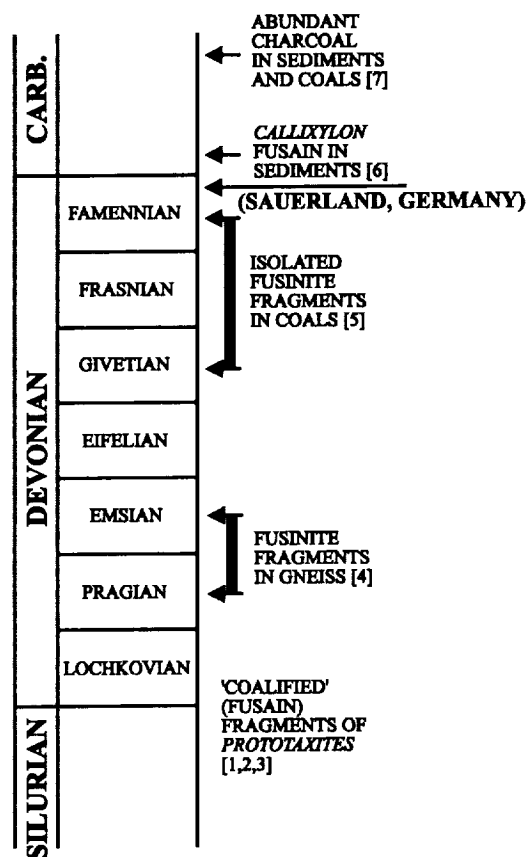 CARB.
DEVONIAN
SILURIAN
FAMENNIAN
FRASNIAN
GIVETIAN
EIFELIAN
EMSIAN
PRAGIAN
LOCHKOVIAN
ABUNDANT
CHARCOAL
IN SEDIMENTS
AND COALS [7]
CALLIXYLON
FUSAIN IN
SEDIMENTS [6]
(SAUERLAND, GERMANY)
ISOLATED
FUSINITE
FRAGMENTS
IN COALS [5]
FUSINITE
FRAGMENTS
IN GNEISS [4]
'COALIFIED'
(FUSAIN)
FRAGMENTS OF
PROTOTAXITES
[1,2,3]